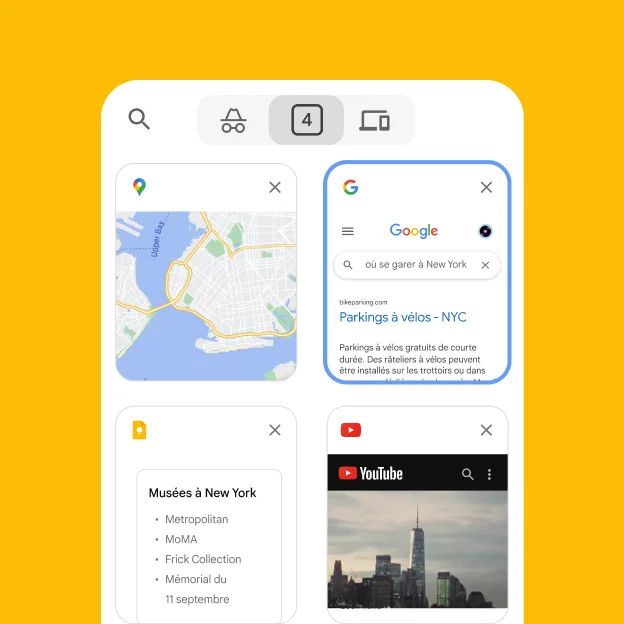 4
Upper Bay
Google
où se garer à New York
bikeparking.com
Parkings à vélos - NYC
Parkings à vélos gratuits de courte
durée. Des râteliers à vélos peuvent
être installés sur les trottoirs ou dans
Musées à New York
• Metropolitan
• MoMA
• Frick Collection
• Mémorial du
11 septembre
YouTube